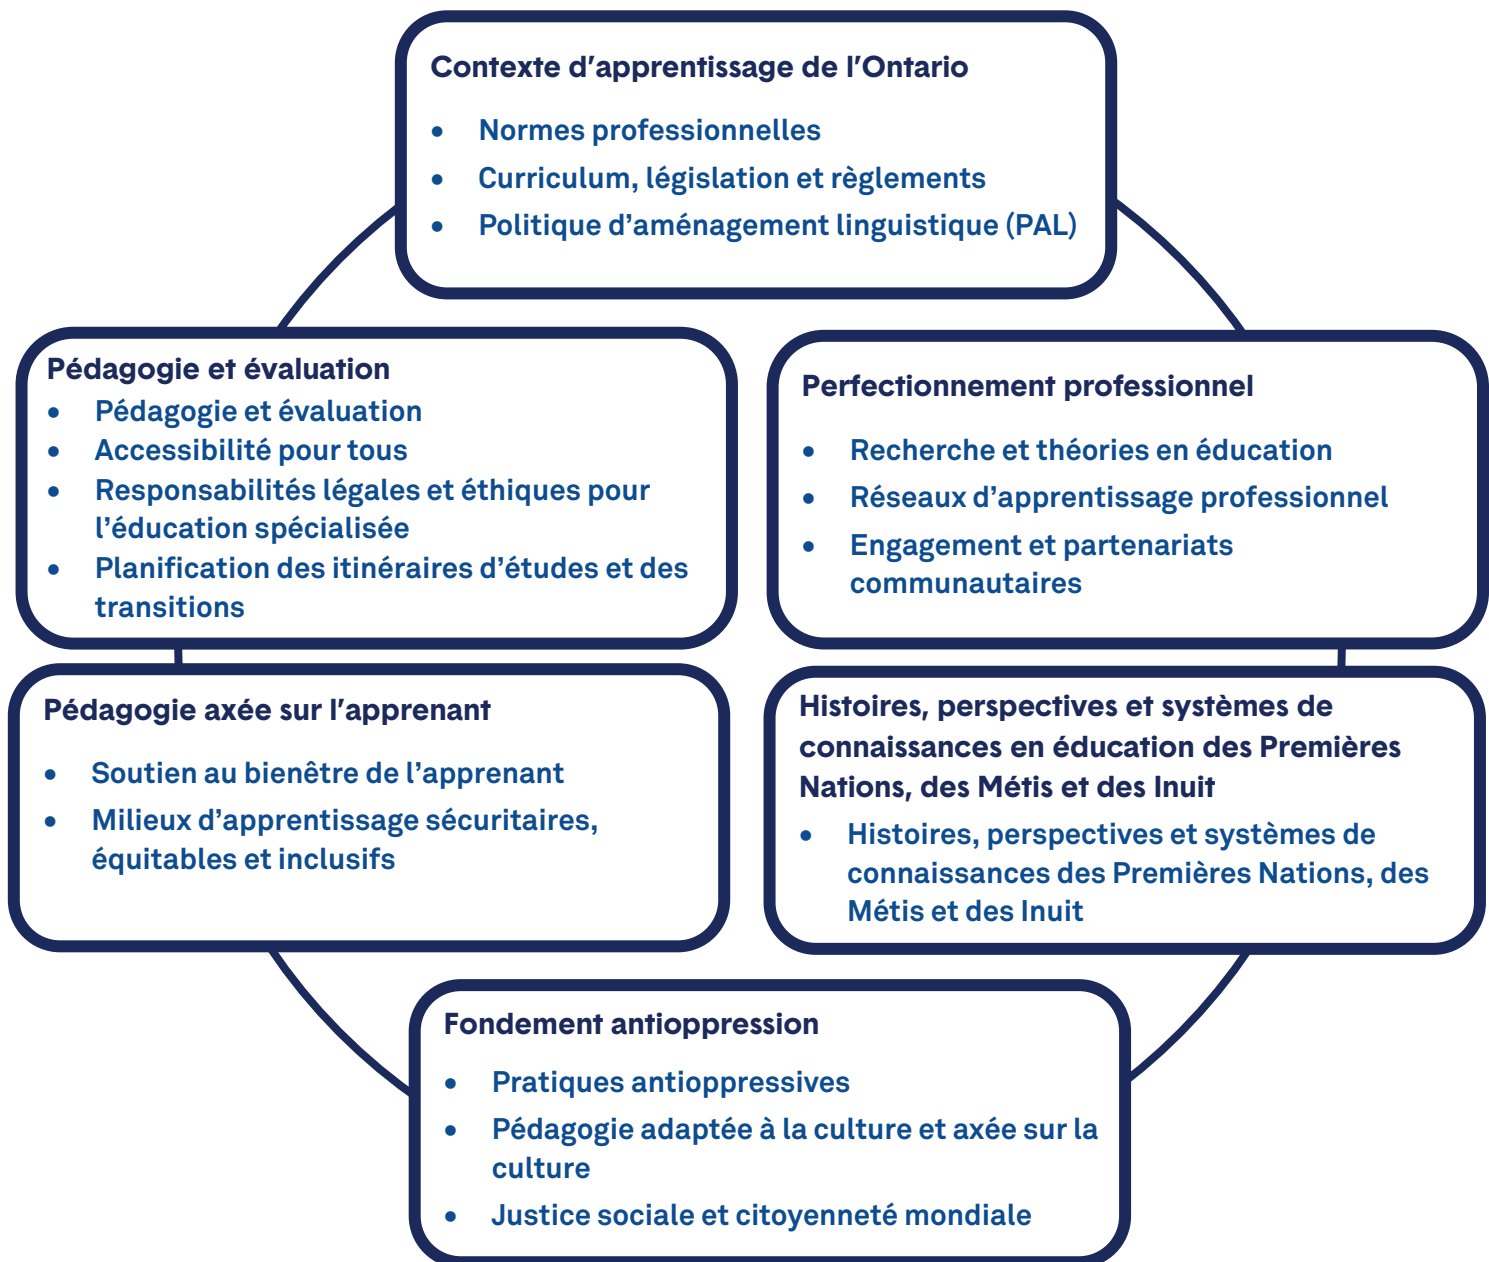 Contexte d'apprentissage de l'Ontario
• Normes professionnelles
• Curriculum, législation et règlements
• Politique d'aménagement linguistique (PAL)
Pédagogie et évaluation
• Pédagogie et évaluation
• Accessibilité pour tous
• Responsabilités légales et éthiques pour
l'éducation spécialisée
• Planification des itinéraires d'études et des
transitions
Perfectionnement professionnel
• Recherche et théories en éducation
• Réseaux d'apprentissage professionnel
• Engagement et partenariats
communautaires
Pédagogie axée sur l'apprenant
• Soutien au bienêtre de l'apprenant
• Milieux d'apprentissage sécuritaires,
équitables et inclusifs
Histoires, perspectives et systèmes de
connaissances en éducation des Premières
Nations, des Métis et des Inuit
• Histoires, perspectives et systèmes de
connaissances des Premières Nations, des
Métis et des Inuit
Fondement antioppression
• Pratiques antioppressives
• Pédagogie adaptée à la culture et axée sur la
culture
• Justice sociale et citoyenneté mondiale